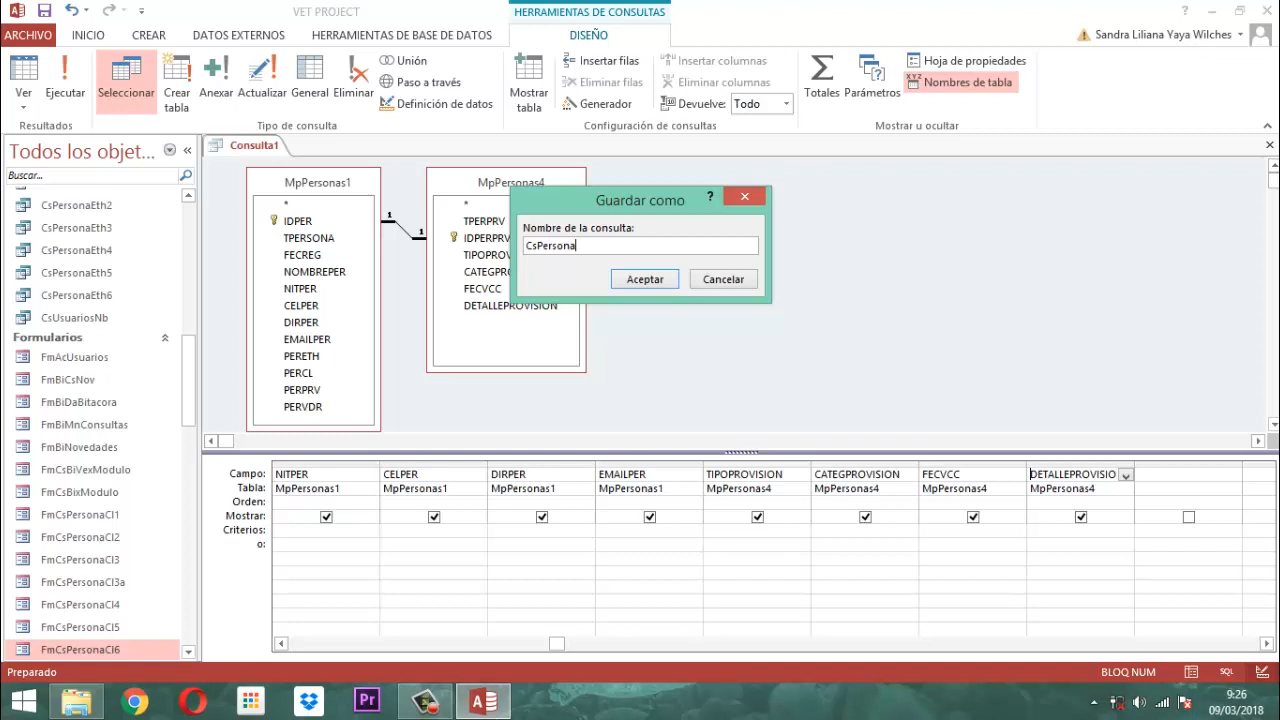 VET PROJECT
HERRAMIENTAS DE CONSULTAS
ARCHIVO INICIO CREAR DATOS EXTERNOS HERRAMIENTAS DE BASE DE DATOS DISEÑO Sandra Liliana Yaya Wilches
Ver
Ejecutar
Resultados
Seleccionar
Crear tabla
Anexar
Actualizar
General
Eliminar
Unión
Paso a través
Definición de datos
Tipo de consulta
Mostrar tabla
Insertar filas
Eliminar filas
Generador
Insertar columnas
Eliminar columnas
Devuelve: Todo
Configuración de consultas
Totales
Parámetros
Hoja de propiedades
XYZ Nombres de tabla
Mostrar u ocultar
Todos los objet...
Buscar...
CsPersonaEth2
CsPersonaEth3
CsPersonaEth4
CsPersonaEth5
CsPersonaEth6
CsUsuariosNb
Formularios
FmAcUsuarios
FmBiCsNov
FmBiDaBitacora
FmBiMnConsultas
FmBiNovedades
FmCsBiVexModulo
FmCsBixModulo
FmCsPersonaCl1
FmCsPersonaCl2
FmCsPersonaCl3
FmCsPersonaCl3a
FmCsPersonaCl4
FmCsPersonaCl5
FmCsPersonaCl6
Consulta1
MpPersonas1
*
IDPER
TPERSONA
FECREG
NOMBREPER
NITPER
CELPER
DIRPER
EMAILPER
PERETH
PERCL
PERPRV
PERVDR
1
1
MpPersonas4
*
TPERPRV
IDPERPRV
TIPOPROV
CATEGPRO
FECVCC
DETALLEPROVISION
Guardar como
?
Nombre de la consulta:
CsPersona
Aceptar Cancelar
Campo: NITPER CELPER DIRPER EMAILPER TIPOPROVISION CATEGPROVISION FECVCC DETALLEPROVISIO
Tabla: MpPersonas1 MpPersonas1 MpPersonas1 MpPersonas1 MpPersonas4 MpPersonas4 MpPersonas4 MpPersonas4
Orden:
Mostrar:
Criterios:
o:
Preparado BLOQ NUM SQL
Pr
9:26
09/03/2018